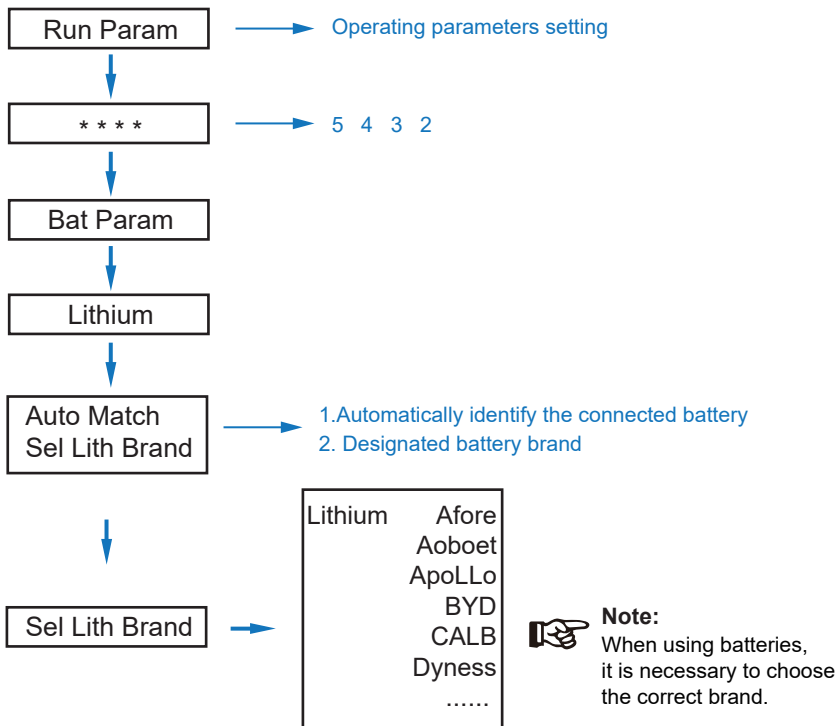 Run Param
Operating parameters setting
* * * *
5 4 3 2
Bat Param
Lithium
Auto Match
Sel Lith Brand
1.Automatically identify the connected battery
2. Designated battery brand
Sel Lith Brand
Lithium Afore
Aoboet
ApoLLo
BYD
CALB
Dyness
......
Note:
When using batteries,
it is necessary to choose
the correct brand.